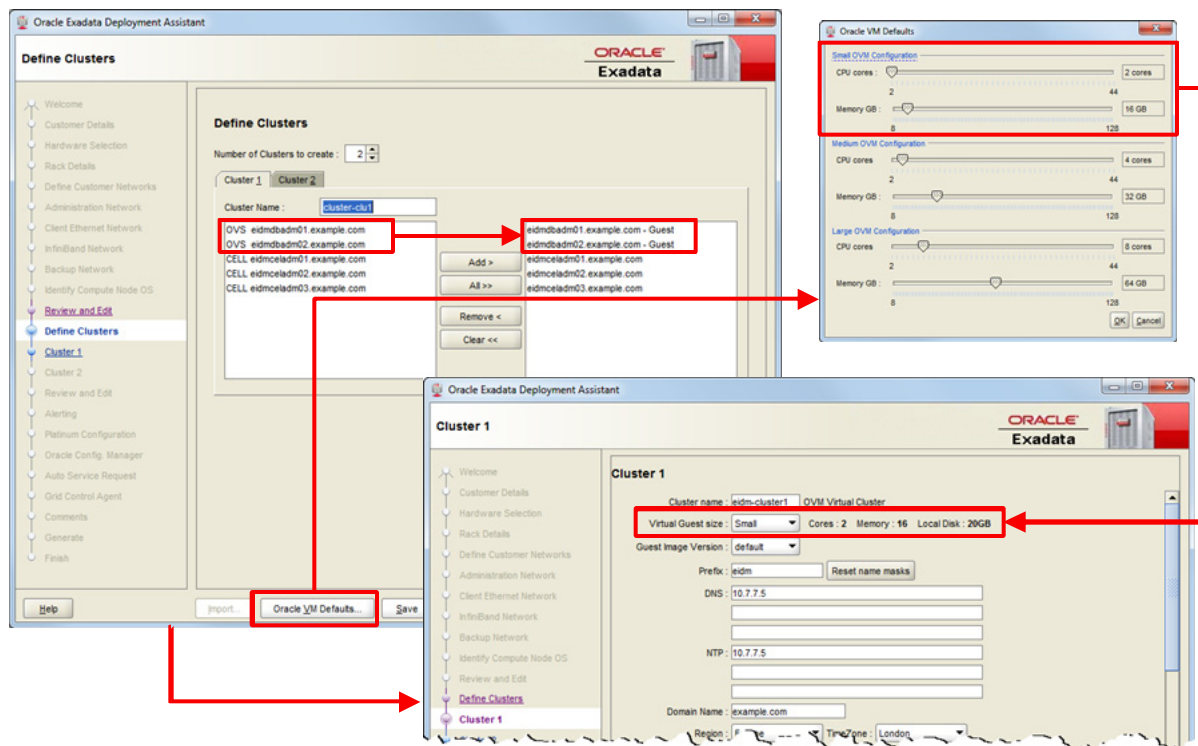 Oracle Exadata Deployment Assistant
Define Clusters
ORACLE
Exadata
Welcome
Customer Details
Hardware Selection
Rack Details
Define Customer Networks
Administration Network
Client Ethernet Network
InfiniBand Network
Backup Network
Identify Compute Node OS
Review and Edit
Define Clusters
Cluster 1
Cluster 2
Review and Edit
Alerting
Platinum Configuration
Oracle Config. Manager
Auto Service Request
Grid Control Agent
Comments
Generate
Finish
Define Clusters
Number of Clusters to create : 2
Cluster 1 Cluster 2
Cluster Name : cluster-clu1
OVS eidmdbadm01.example.com
OVS eidmdbadm02.example.com
CELL eidmceladm01.example.com
CELL eidmceladm02.example.com
CELL eidmceladm03.example.com
Add >
All >>
Remove <
Clear <<
eidmdbadm01.example.com - Guest
eidmdbadm02.example.com - Guest
eidmceladm01.example.com
eidmceladm02.example.com
eidmceladm03.example.com
Help Import... Oracle VM Defaults... Save
Oracle VM Defaults
Small OVM Configuration
CPU cores : 2 cores
2 44
Memory GB : 16 GB
8 128
Medium OVM Configuration
CPU cores 4 cores
2 44
Memory GB : 32 GB
8 128
Large OVM Configuration
CPU cores 8 cores
2 44
Memory GB : 64 GB
8 128
OK Cancel
Oracle Exadata Deployment Assistant
Cluster 1
ORACLE
Exadata
Welcome
Customer Details
Hardware Selection
Rack Details
Define Customer Networks
Administration Network
Client Ethernet Network
InfiniBand Network
Backup Network
Identify Compute Node OS
Review and Edit
Define Clusters
Cluster 1
Cluster 1
Cluster name : eidm-cluster1 OVM Virtual Cluster
Virtual Guest size : Small Cores : 2 Memory : 16 Local Disk : 20GB
Guest Image Version : default
Prefix : eidm Reset name masks
DNS : 10.7.7.5
NTP : 10.7.7.5
Domain Name : example.com
Region : TimeZone : London